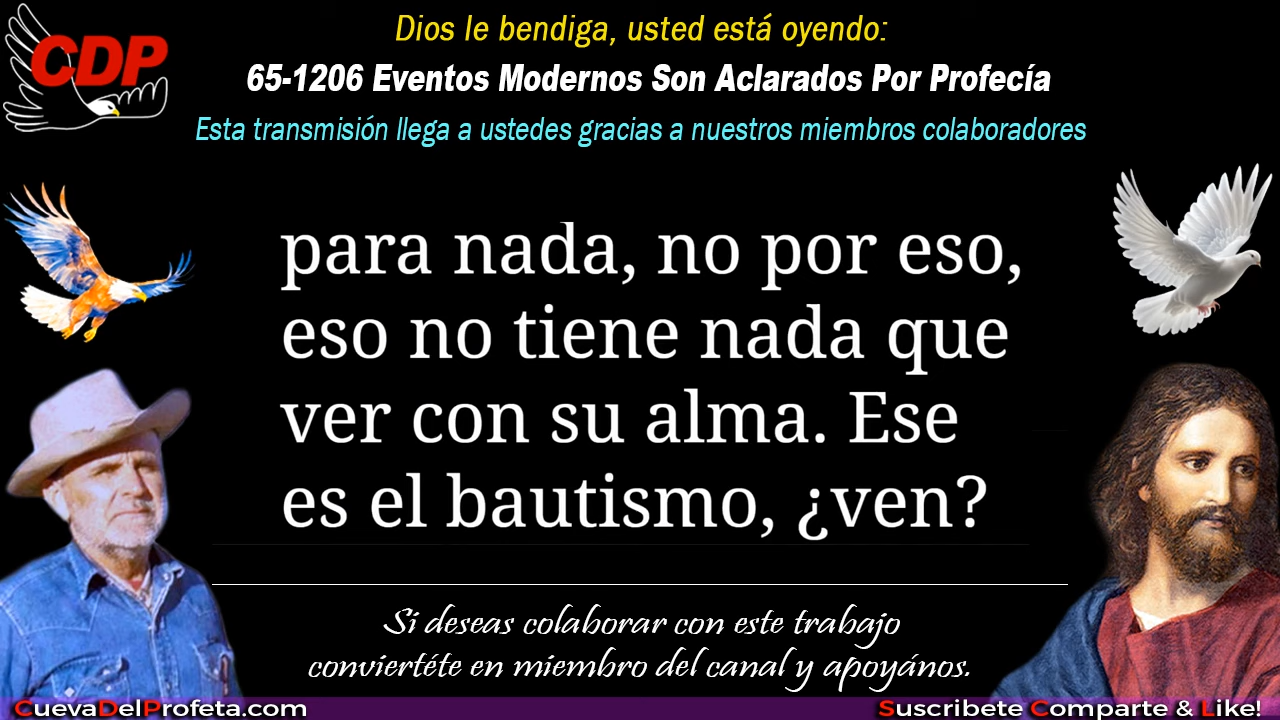 CDP
Dios le bendiga, usted está oyendo:
65-1206 Eventos Modernos Son Aclarados Por Profecía
Esta transmisión llega a ustedes gracias a nuestros miembros colaboradores
para nada, no por eso,
eso no tiene nada que
ver con su alma. Ese
es el bautismo, ¿ven?
Si deseas colaborar con este trabajo
conviertéte en miembro del canal y apoyános.
CuevaDelProfeta.com
Suscribete Comparte & Like!